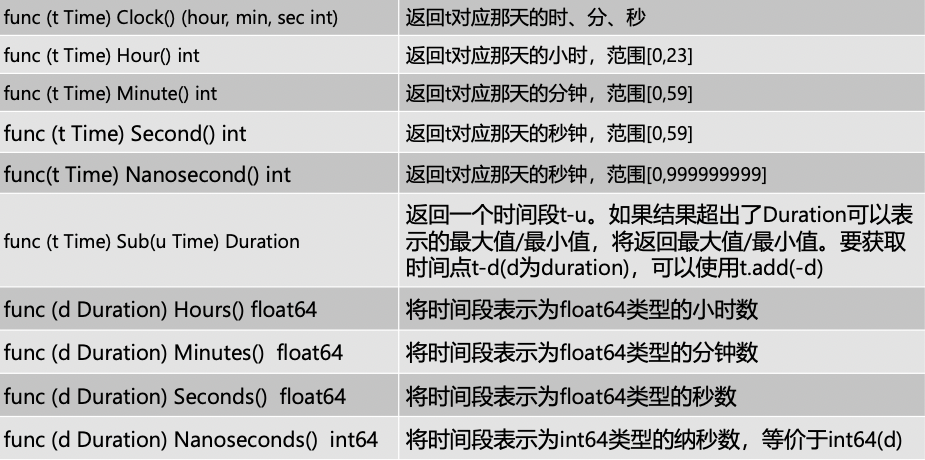 func (t Time) Clock() (hour, min, sec int)
返回t对应那天的时、分、秒
func (t Time) Hour() int
返回t对应那天的小时，范围[0,23]
func (t Time) Minute() int
返回t对应那天的分钟，范围[0,59]
func (t Time) Second() int
返回t对应那天的秒钟，范围[0,59]
func(t Time) Nanosecond() int
返回t对应那天的秒钟，范围[0,999999999]
func (t Time) Sub(u Time) Duration
返回一个时间段t-u。如果结果超出了Duration可以表
示的最大值/最小值，将返回最大值/最小值。要获取
时间点t-d(d为duration)，可以使用t.add(-d)
func (d Duration) Hours() float64
将时间段表示为float64类型的小时数
func (d Duration) Minutes() float64
将时间段表示为float64类型的分钟数
func (d Duration) Seconds() float64
将时间段表示为float64类型的秒数
func (d Duration) Nanoseconds() int64
将时间段表示为int64类型的纳秒数，等价于int64(d)